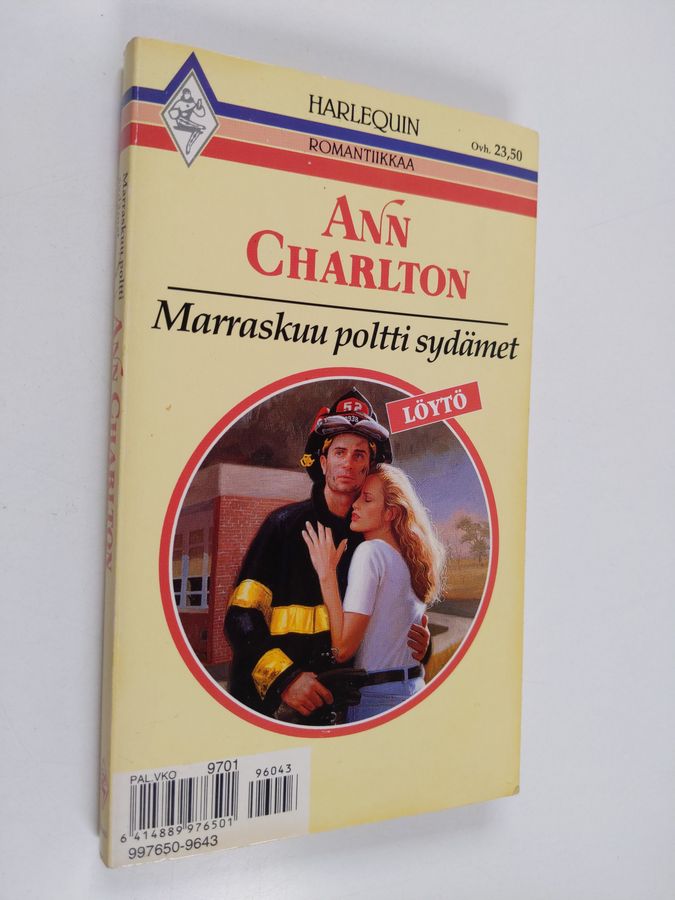 HARLEQUIN
ROMANTIIKKAA
Ovh. 23,50
ANN
CHARLTON
Marraskuu poltti sydämet
LÖYTÖ
52
Marraskuu poltti
ANN CHARLTON
PAL.VKO 9701
96043
6 414889 976501
997650-9643